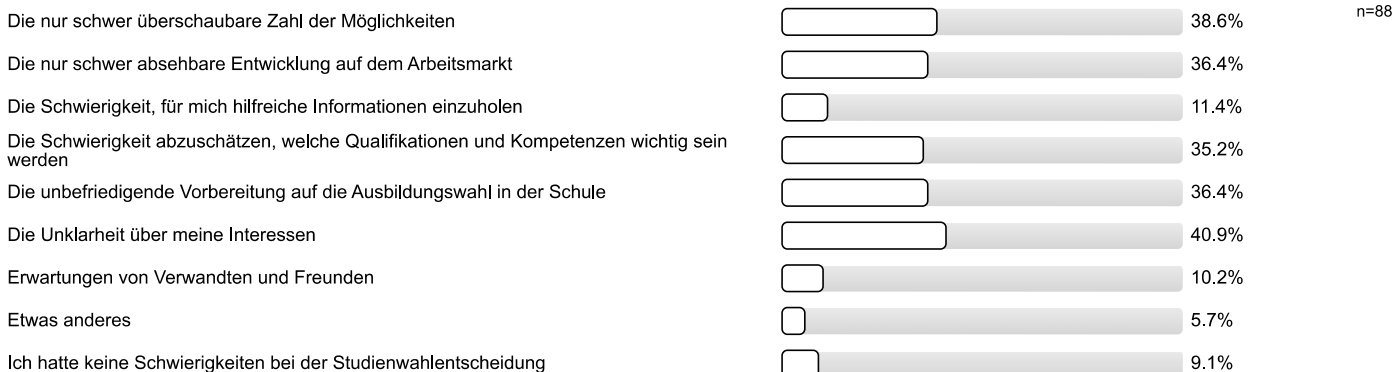 Die nur schwer überschaubare Zahl der Möglichkeiten 38.6% n=88
Die nur schwer absehbare Entwicklung auf dem Arbeitsmarkt 36.4%
Die Schwierigkeit, für mich hilfreiche Informationen einzuholen 11.4%
Die Schwierigkeit abzuschätzen, welche Qualifikationen und Kompetenzen wichtig sein
werden 35.2%
Die unbefriedigende Vorbereitung auf die Ausbildungswahl in der Schule 36.4%
Die Unklarheit über meine Interessen 40.9%
Erwartungen von Verwandten und Freunden 10.2%
Etwas anderes 5.7%
Ich hatte keine Schwierigkeiten bei der Studienwahlentscheidung 9.1%